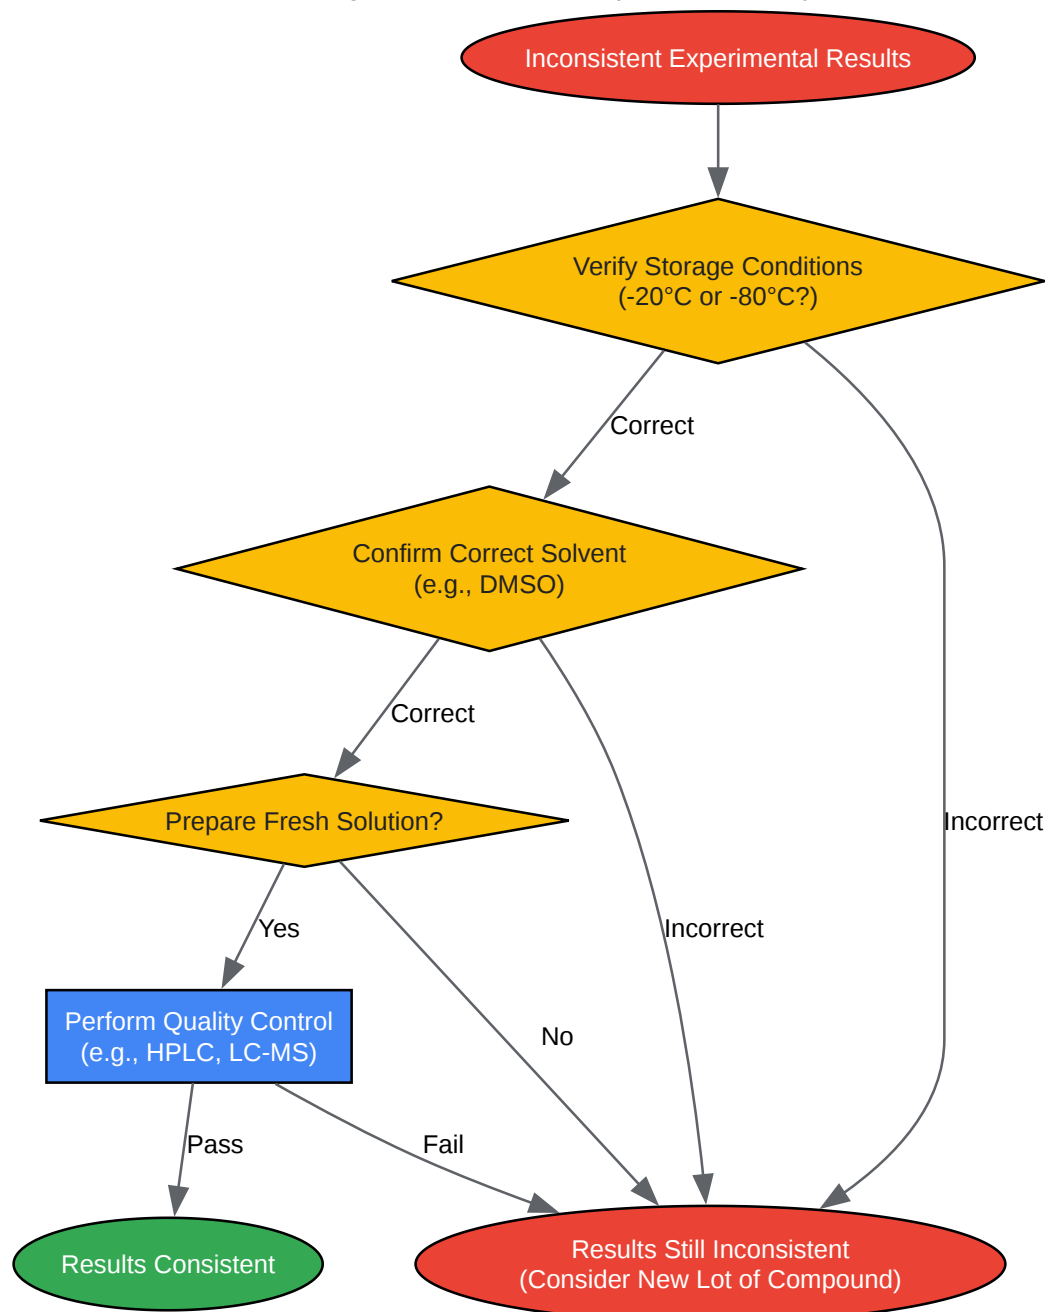 Inconsistent Experimental Results
Verify Storage Conditions
(-20°C or -80°C?)
Correct
Confirm Correct Solvent
(e.g., DMSO)
Correct
Prepare Fresh Solution?
Incorrect
Yes
Incorrect
Perform Quality Control
(e.g., HPLC, LC-MS)
No
Pass
Fail
Results Consistent
Results Still Inconsistent
(Consider New Lot of Compound)